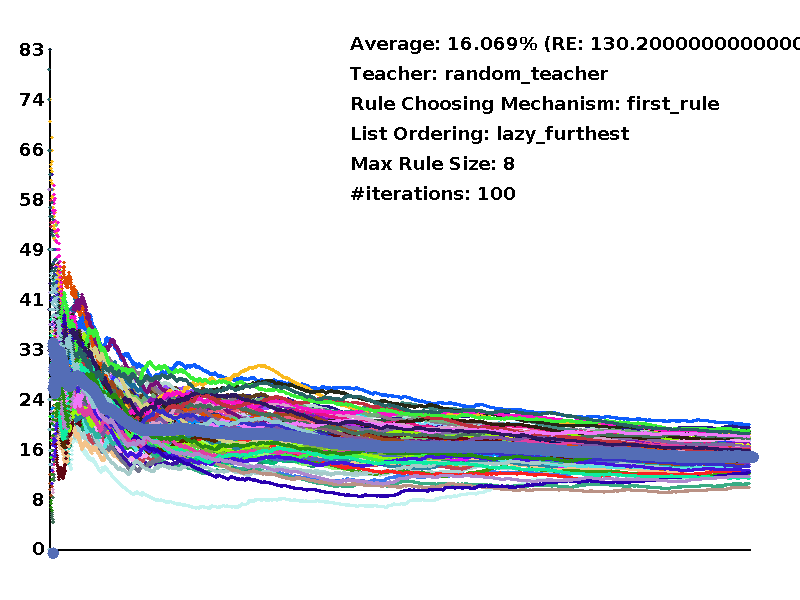 Average: 16.069% (RE: 130.2000000000000
Teacher: random_teacher
Rule Choosing Mechanism: first_rule
List Ordering: lazy_furthest
Max Rule Size: 8
#iterations: 100
83
74
66
58
49
41
33
24
16
8
0